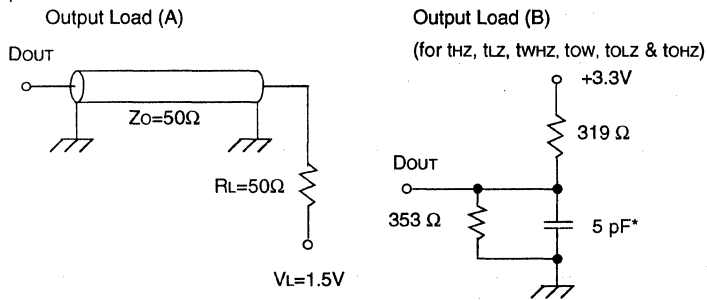 Output Load (A)
DOUT
ZO=50Ω
RL=50Ω
VL=1.5V
Output Load (B)
(for tHZ, tLZ, tWHZ, tOW, tOLZ & tOHZ)
+3.3V
319 Ω
DOUT
353 Ω
5 pF*